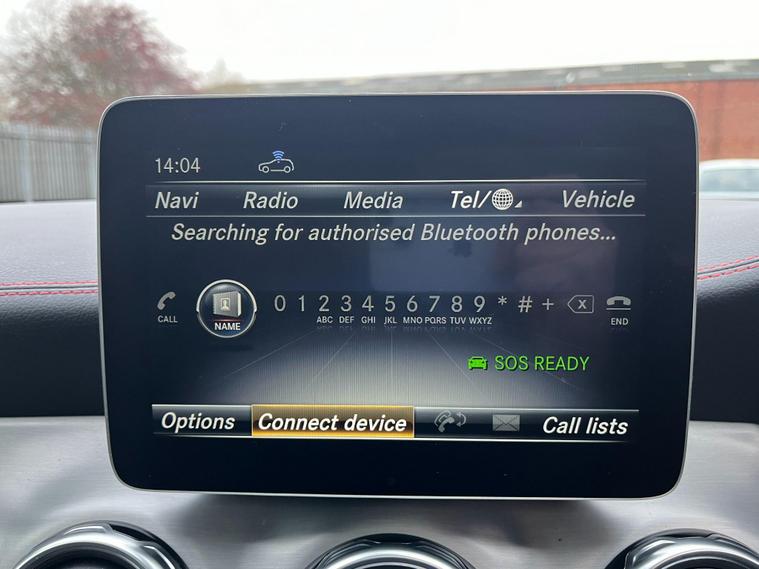 14:04
Navi Radio Media Tel/ Vehicle
Searching for authorised Bluetooth phones...
0 1 2 3 4 5 6 7 8 9 * # +
CALL NAME ABC DEF GHI JKL MNO PQRS TUV WXYZ END
SOS READY
Options Connect device Call lists